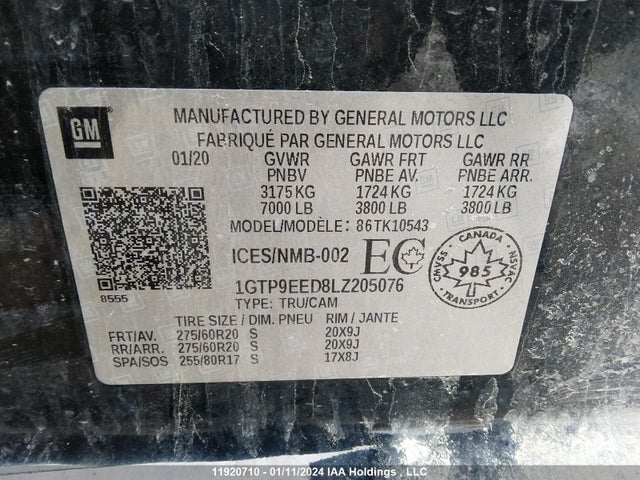 GM
MANUFACTURED BY GENERAL MOTORS LLC
FABRIQUÉ PAR GENERAL MOTORS LLC
01/20 GVWR GAWR FRT GAWR RR
PNBV PNBE AV. PNBE ARR.
3175 KG 1724 KG 1724 KG
7000 LB 3800 LB 3800 LB
MODEL/MODÈLE: 86TK10543
ICES/NMB-002 EC
CMVSS 985 NSVAC
TRANSPORT
8555
1GTP9EED8LZ205076
TYPE: TRU/CAM
TIRE SIZE / DIM. PNEU RIM / JANTE
FRT/AV. 275/60R20 S 20X9J
RR/ARR. 275/60R20 S 20X9J
SPA/SOS 255/80R17 S 17X8J
11920710 - 01/11/2024 IAA Holdings , LLC